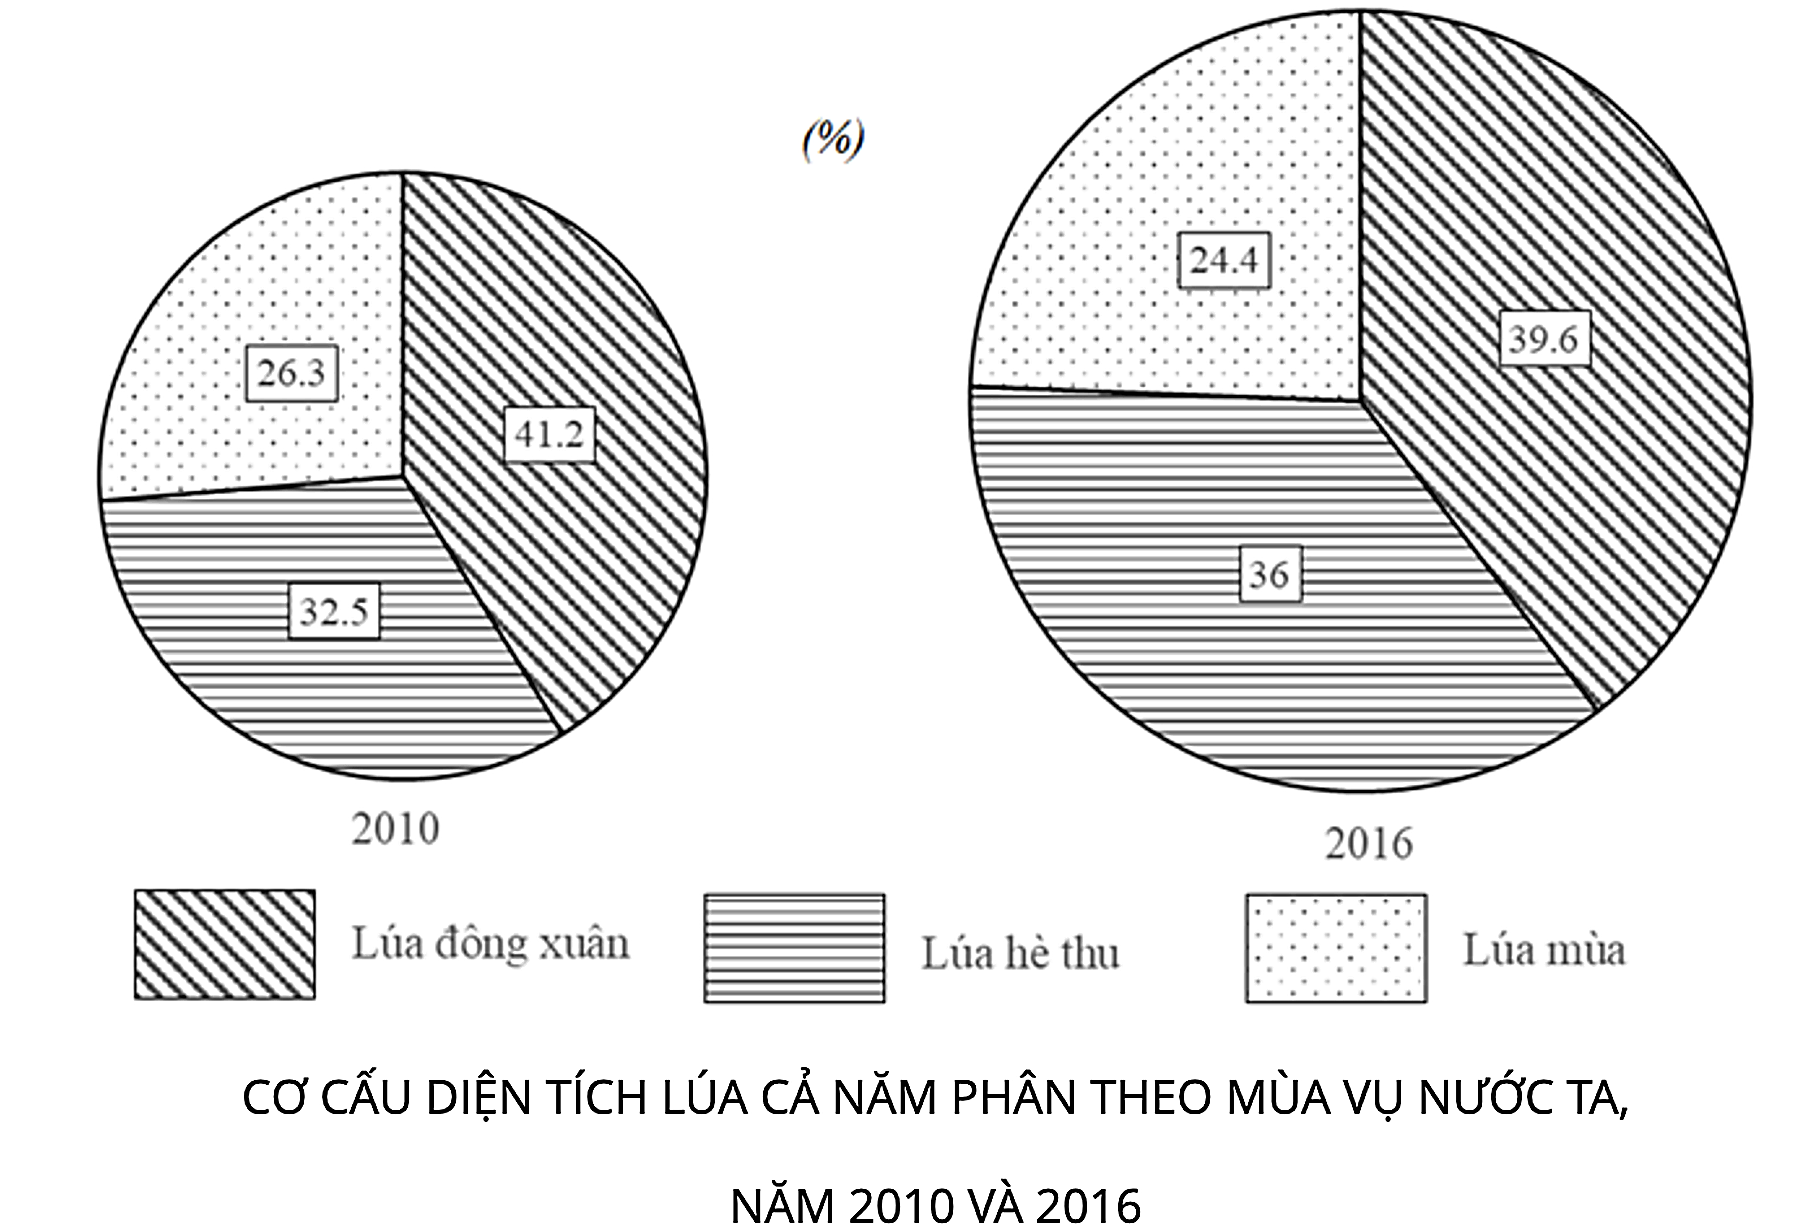 (%)
26.3
41.2
32.5
2010
24.4
39.6
36
2016
Lúa đông xuân
Lúa hè thu
Lúa mùa
CƠ CẤU DIỆN TÍCH LÚA CẢ NĂM PHÂN THEO MÙA VỤ NƯỚC TA,
NĂM 2010 VÀ 2016